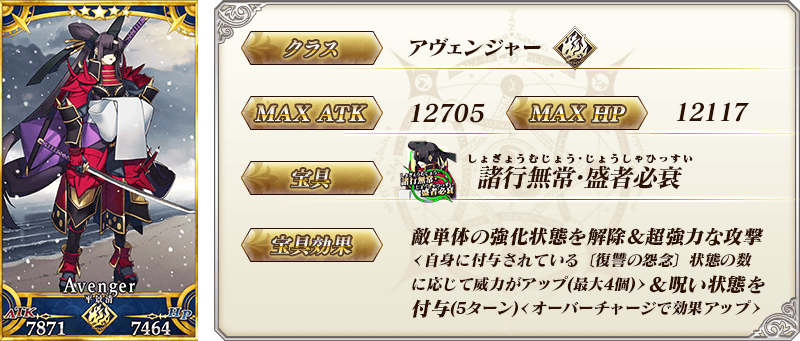 Avenger
平景清
ATK
HP
7871
7464
クラス
アヴェンジャー
MAX ATK
12705
MAX HP
12117
宝具
しょぎょうむじょう・じょうしゃひっすい
諸行無常・盛者必衰
宝具効果
敵単体の強化状態を解除&超強力な攻撃
<自身に付与されている〔復讐の怨念〕状態の数
に応じて威力がアップ(最大4個)>&呪い状態を
付与(5ターン)<オーバーチャージで効果アップ>